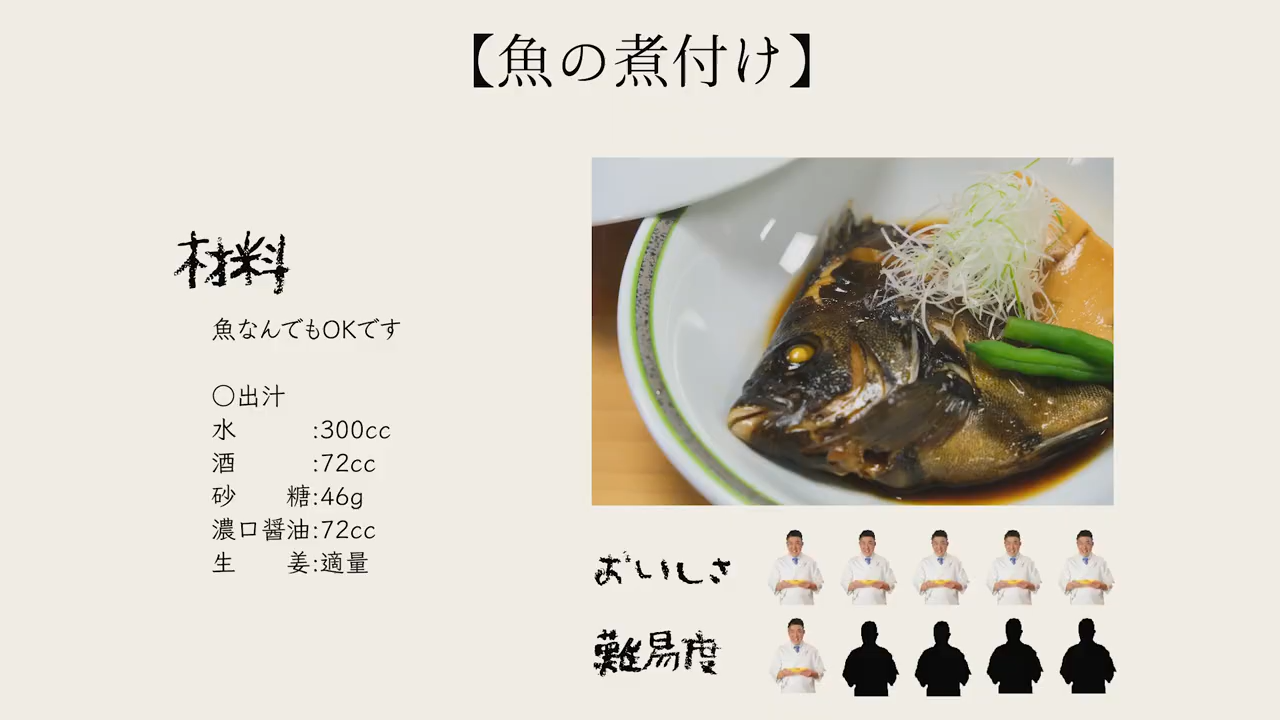 【魚の煮付け】
材料
魚なんでもOKです
〇出汁
水 :300cc
酒 :72cc
砂 糖:46g
濃口醤油:72cc
生 姜:適量
おいしさ
難易度